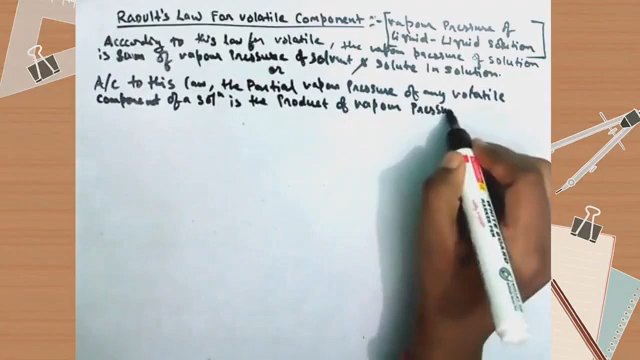 Raoult's Law For Volatile Component :- [vapour Pressure of
liquid-liquid solution]
According to this law for volatile, the vapour pressure of solution
is sum of vapour Pressure of solvent & solute in solution.
or
A/c to this law, the Partial vapour Pressure of any volatile
component of a solⁿ is the Product of vapour Pressu